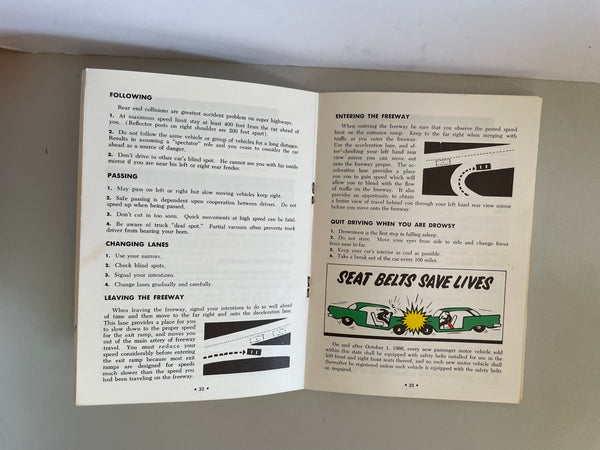 FOLLOWING
Rear end collisions are greatest accident problem on super highways.
1. At maximum speed limit stay at least 400 feet from the car ahead of
you. (Reflector posts on right shoulder are 200 feet apart).
2. Do not follow the same vehicle or group of vehicles for a long distance.
Results in assuming a "spectator" role and you cease to consider the car
ahead as a source of danger.
3. Don't drive in other car's blind spot. He cannot see you with his inside
mirror if you are near his left or right rear fender.
PASSING
1. May pass on left or right but slow moving vehicles keep right.
2. Safe passing is dependent upon cooperation between drivers. Do not
speed up when being passed.
3. Don't cut in too soon. Quick movements at high speed can be fatal.
4. Be aware of truck "deaf spot." Partial vacuum often prevents truck
driver from hearing your horn.
CHANGING LANES
1. Use your mirrors.
2. Check blind spots.
3. Signal your intentions.
4. Change lanes gradually and carefully.
LEAVING THE FREEWAY
When leaving the freeway, signal your intentions to do so well ahead
of time and then move to the far right and onto the deceleration lane.
This lane provides a place for you
to slow down to the proper speed
for the exit ramp, and moves you
out of the main artery of freeway
travel. You must reduce your
speed considerably before entering
the exit ramp because most exit
ramps are designed for speeds
much slower than the speed you
had been traveling on the freeway.
• 22 •
ENTERING THE FREEWAY
When entering the freeway be sure that you observe the posted speed
limit on the entrance ramp. Keep to the far right when merging with
traffic as you enter the freeway.
Use the acceleration lane, and af-
ter checking your left hand rear
view mirror you can move out
onto the freeway proper. The ac-
celeration lane provides a place
for you to gain speed which will
allow you to blend with the flow
of traffic on the freeway. It also
provides an opportunity to obtain
a better view of travel behind you through your left hand rear view mirror
before you move onto the freeway.
QUIT DRIVING WHEN YOU ARE DROWSY
1. Drowsiness is the first step in falling asleep.
2. Do not stare. Move your eyes from side to side and change focus
from near to far.
3. Keep your car's interior as cool as possible.
4. Take a break out of the car every 100 miles.
SEAT BELTS SAVE LIVES
On and after October 1, 1966, every new passenger motor vehicle sold
within this state shall be equipped with safety belts installed for use in the
left front and right front seats thereof, and no such new motor vehicle shall
thereafter be registered unless such vehicle is equipped with the safety belts
so required.
• 23 •